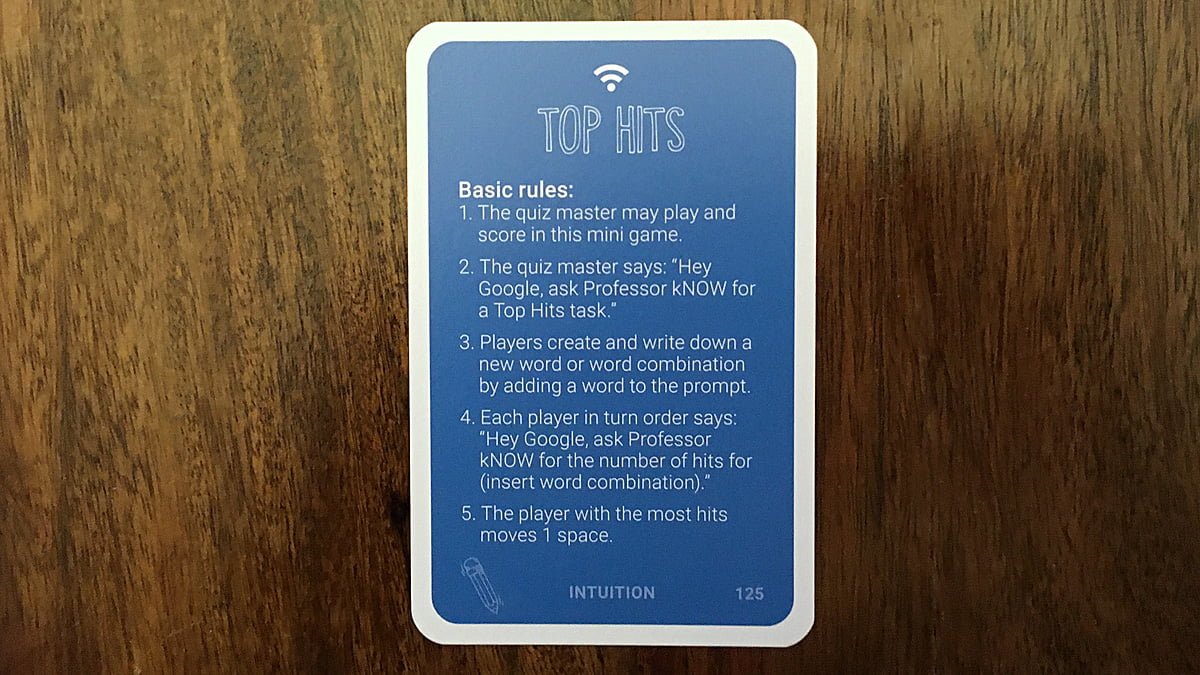 TOP HITS
Basic rules:
1. The quiz master may play and
score in this mini game.
2. The quiz master says: “Hey
Google, ask Professor kNOW for
a Top Hits task.”
3. Players create and write down a
new word or word combination
by adding a word to the prompt.
4. Each player in turn order says:
“Hey Google, ask Professor
kNOW for the number of hits for
(insert word combination).”
5. The player with the most hits
moves 1 space.
INTUITION 125